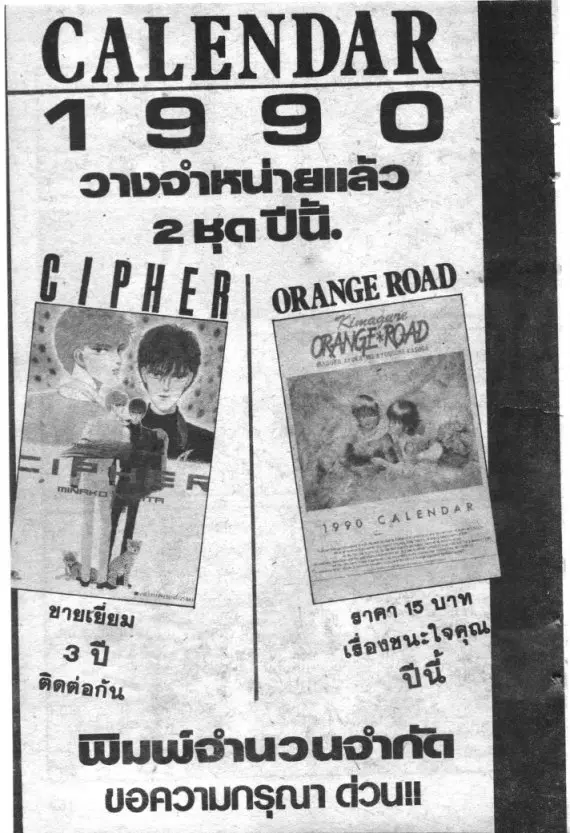 CALENDAR
1990
วางจำหน่ายแล้ว
2 ชุด ปีนี้.
CIPHER
CIPHER
MINAKO
ขายเยี่ยม
3 ปี
ติดต่อกัน
ORANGE ROAD
Kimagure
ORANGE★ROAD
1990 CALENDAR
ราคา 15 บาท
เรื่องชนะใจคุณ
ปีนี้
พิมพ์จำนวนจำกัด
ขอความกรุณา ด่วน!!